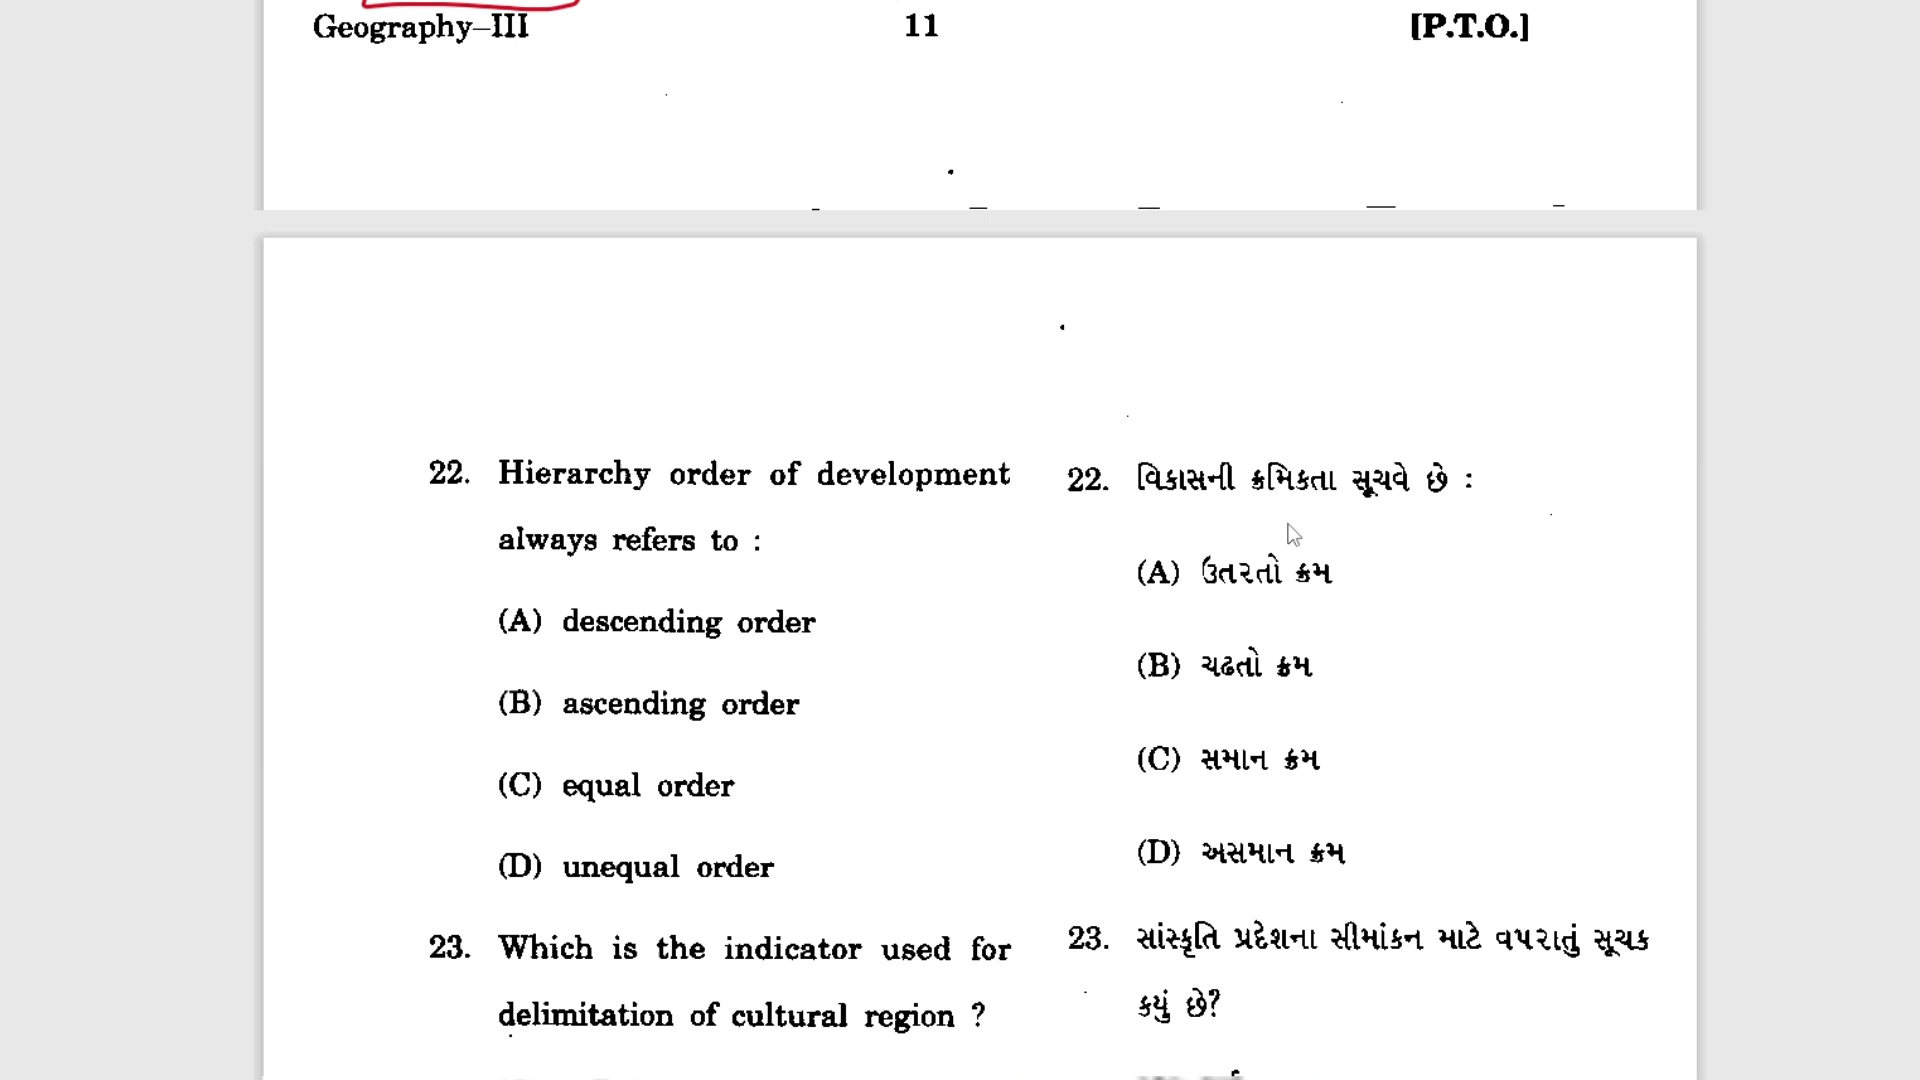 Geography–III 11 [P.T.O.]
22. Hierarchy order of development
always refers to :
(A) descending order
(B) ascending order
(C) equal order
(D) unequal order
23. Which is the indicator used for
delimitation of cultural region ?
22. વિકાસની ક્રમિકતા સૂચવે છે :
(A) ઉતરતો ક્રમ
(B) ચઢતો ક્રમ
(C) સમાન ક્રમ
(D) અસમાન ક્રમ
23. સાંસ્કૃતિ પ્રદેશના સીમાંકન માટે વપરાતું સૂચક
કયું છે?